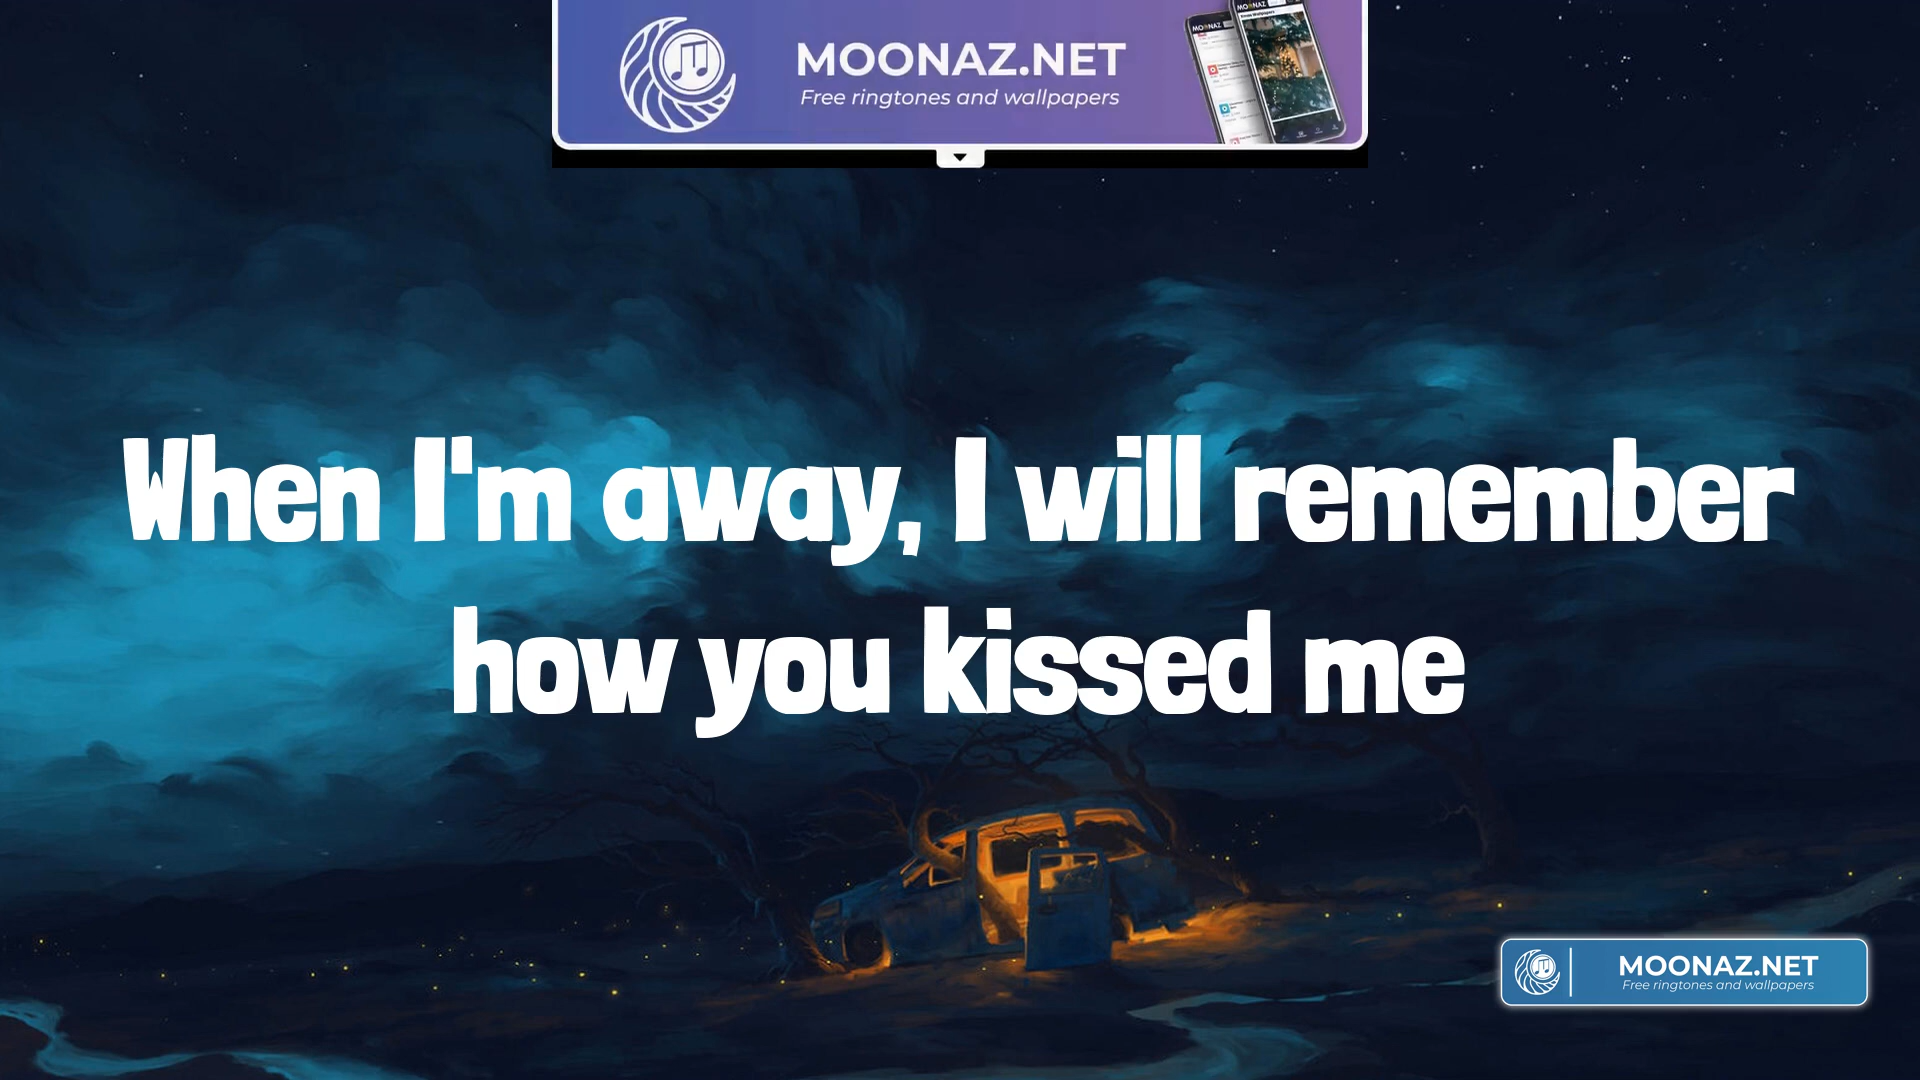 MOONAZ.NET
Free ringtones and wallpapers
When I'm away, I will remember
how you kissed me
MOONAZ.NET
Free ringtones and wallpapers